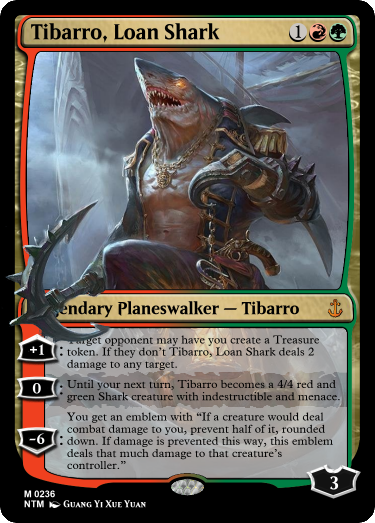 Tibarro, Loan Shark 1
endary Planeswalker — Tibarro
+1: Target opponent may have you create a Treasure
token. If they don't Tibarro, Loan Shark deals 2
damage to any target.
0: Until your next turn, Tibarro becomes a 4/4 red and
green Shark creature with indestructible and menace.
-6: You get an emblem with “If a creature would deal
combat damage to you, prevent half of it, rounded
down. If damage is prevented this way, this emblem
deals that much damage to that creature's
controller.”
3
M 0236
NTM Guang Yi Xue Yuan